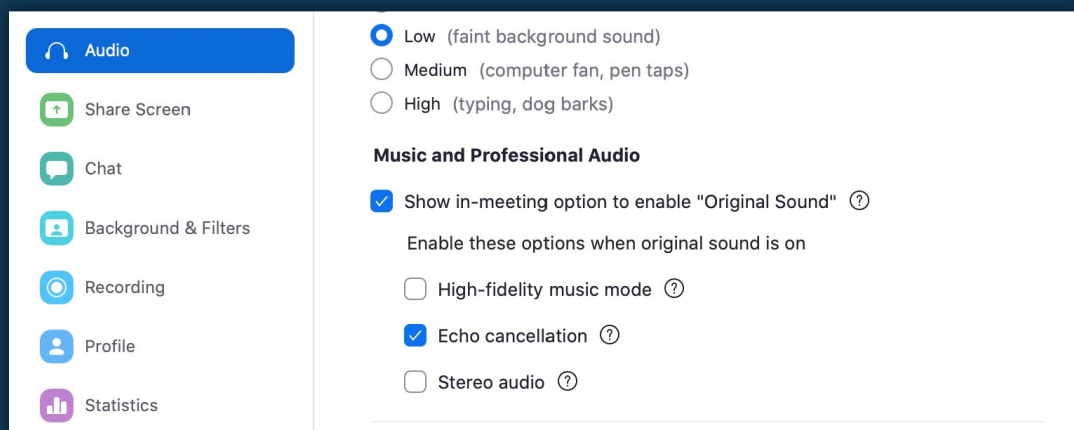 Audio
Share Screen
Chat
Background & Filters
Recording
Profile
Statistics
Low (faint background sound)
Medium (computer fan, pen taps)
High (typing, dog barks)
Music and Professional Audio
Show in-meeting option to enable "Original Sound" ?
Enable these options when original sound is on
High-fidelity music mode ?
Echo cancellation ?
Stereo audio ?